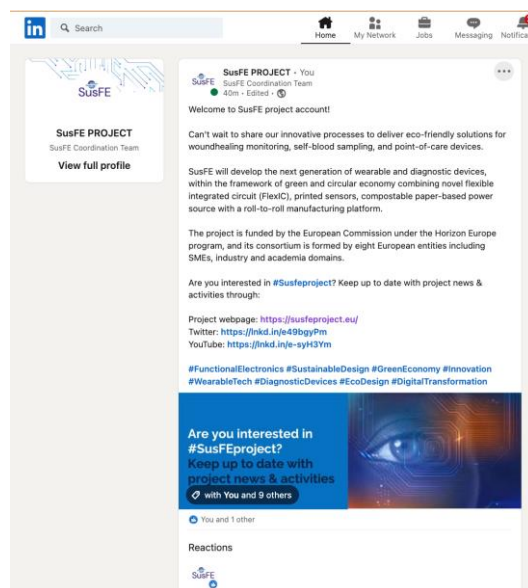 in
Search
Home
My Network
Jobs
Messaging
Notifica
SusFE
SusFE PROJECT
SusFE Coordination Team
View full profile
SusFE
SusFE PROJECT • You
SusFE Coordination Team
40m • Edited •
Welcome to SusFE project account!
Can't wait to share our innovative processes to deliver eco-friendly solutions for
woundhealing monitoring, self-blood sampling, and point-of-care devices.
SusFE will develop the next generation of wearable and diagnostic devices,
within the framework of green and circular economy combining novel flexible
integrated circuit (FlexIC), printed sensors, compostable paper-based power
source with a roll-to-roll manufacturing platform.
The project is funded by the European Commission under the Horizon Europe
program, and its consortium is formed by eight European entities including
SMEs, industry and academia domains.
Are you interested in #Susfeproject? Keep up to date with project news &
activities through:
Project webpage: https://susfeproject.eu/
Twitter: https://lnkd.in/e49bgyPm
YouTube: https://lnkd.in/e-syH3Ym
#FunctionalElectronics #SustainableDesign #GreenEconomy #Innovation
#WearableTech #DiagnosticDevices #EcoDesign #DigitalTransformation
Are you interested in
#SusFEproject?
Keep up to date with
project news & activities
with You and 9 others
You and 1 other
Reactions
SusFE